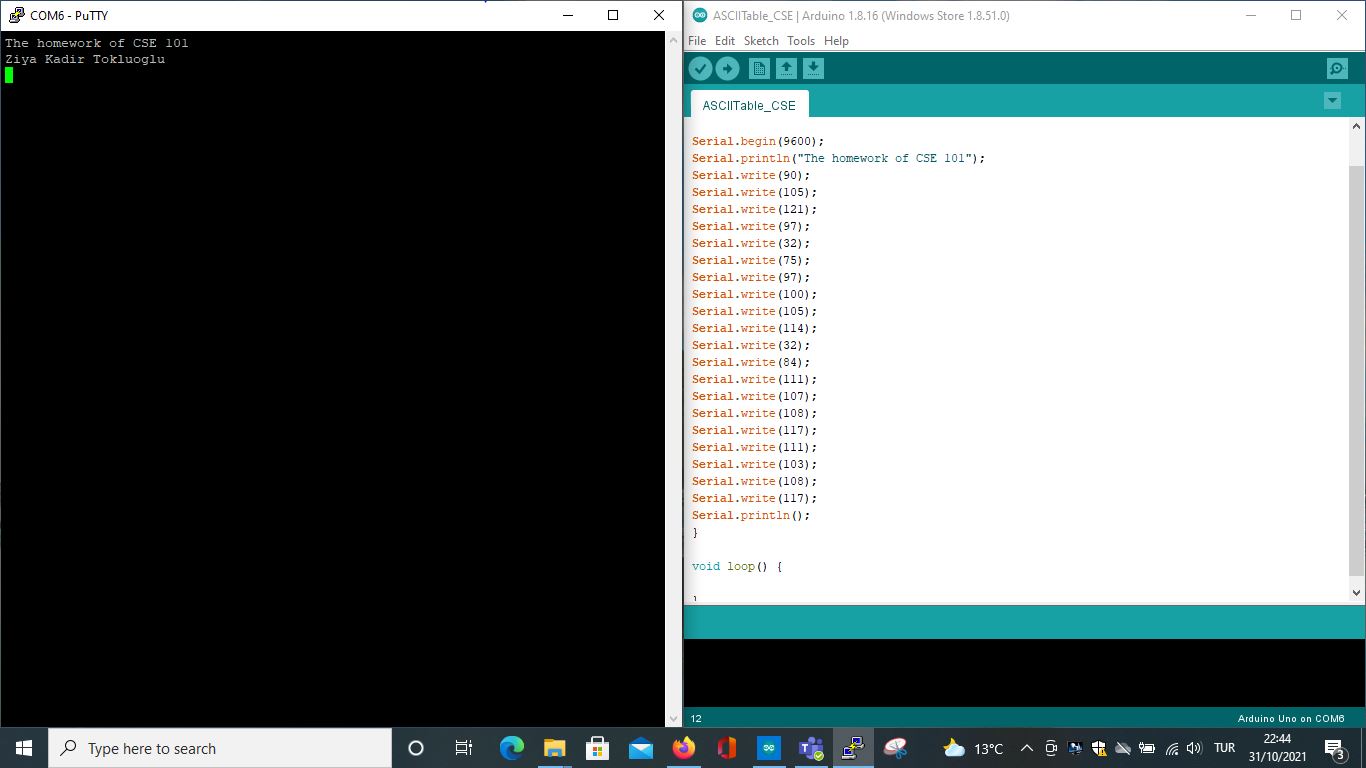 COM6 - PuTTY
The homework of CSE 101
Ziya Kadir Tokluoglu
ASCIITable_CSE | Arduino 1.8.16 (Windows Store 1.8.51.0)
File Edit Sketch Tools Help
ASCIITable_CSE
Serial.begin(9600);
Serial.println("The homework of CSE 101");
Serial.write(90);
Serial.write(105);
Serial.write(121);
Serial.write(97);
Serial.write(32);
Serial.write(75);
Serial.write(97);
Serial.write(100);
Serial.write(105);
Serial.write(114);
Serial.write(32);
Serial.write(84);
Serial.write(111);
Serial.write(107);
Serial.write(108);
Serial.write(117);
Serial.write(111);
Serial.write(103);
Serial.write(108);
Serial.write(117);
Serial.println();
}
void loop() {
}
12
Arduino Uno on COM6
Type here to search
13°C
TUR
22:44
31/10/2021
3